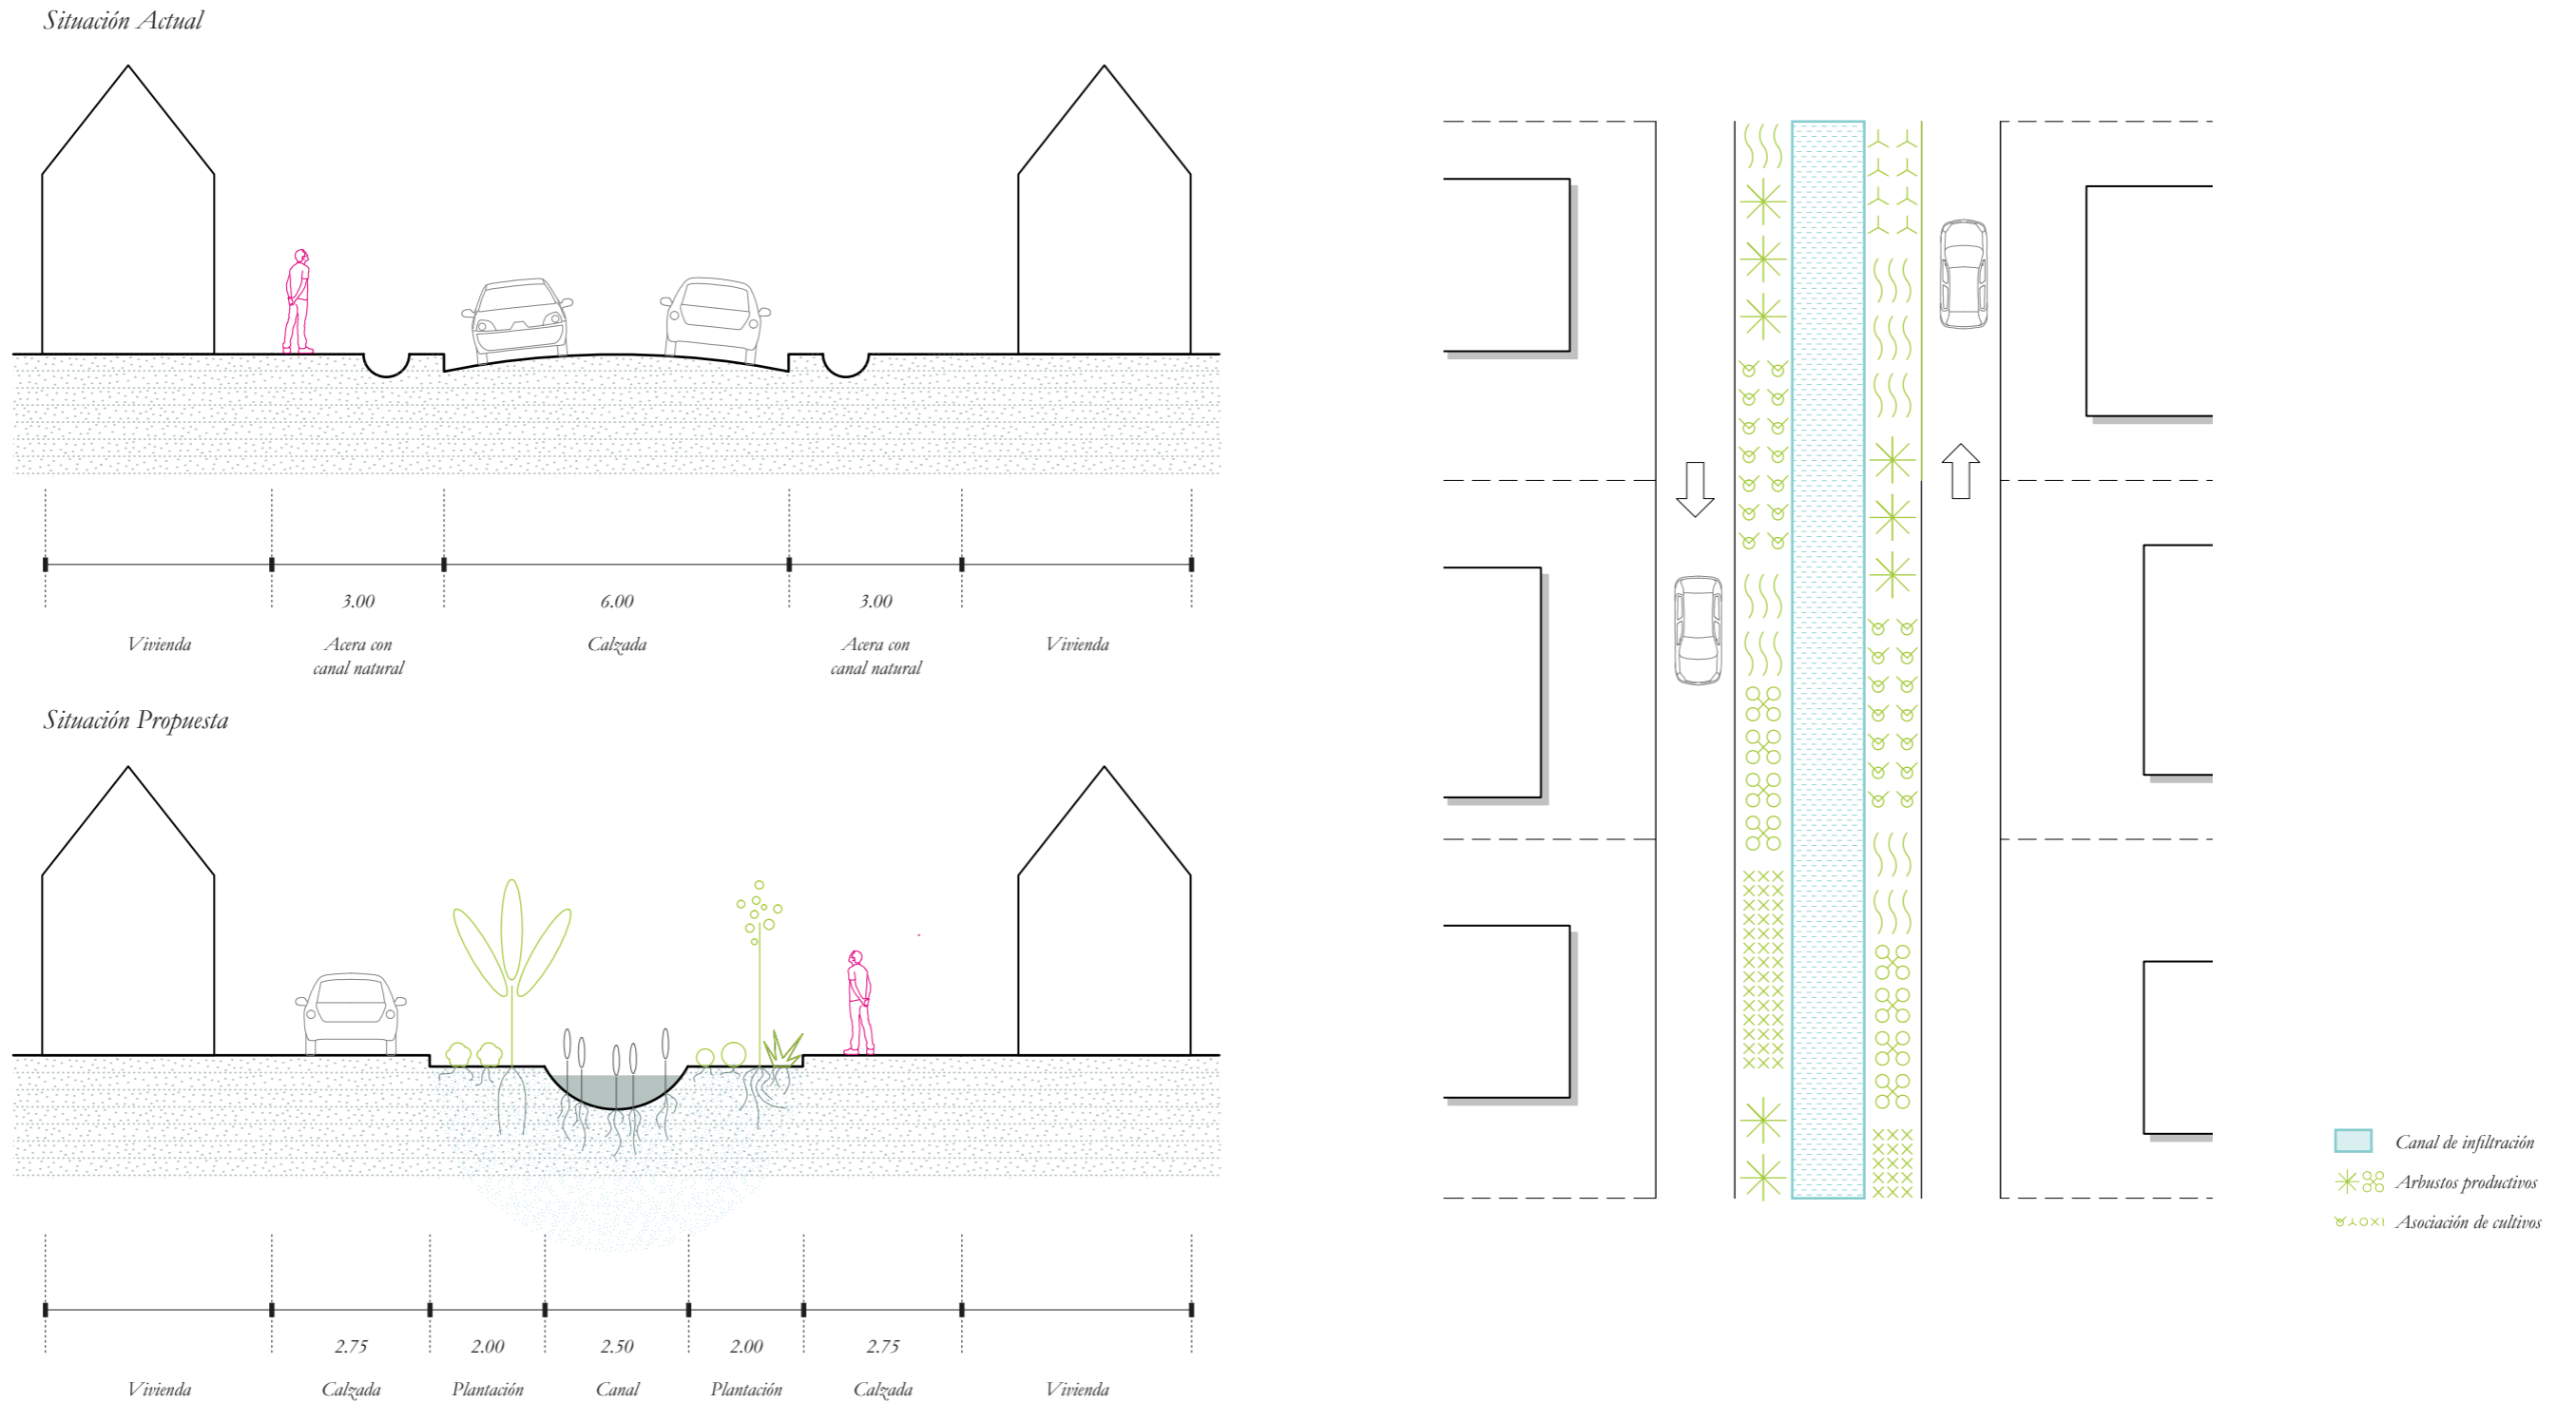 Situación Actual
3.00
6.00
3.00
Vivienda
Acera con
canal natural
Calzada
Acera con
canal natural
Vivienda
Situación Propuesta
2.75
2.00
2.50
2.00
2.75
Vivienda
Calzada
Plantación
Canal
Plantación
Calzada
Vivienda
Canal de infiltración
Arbustos productivos
Asociación de cultivos